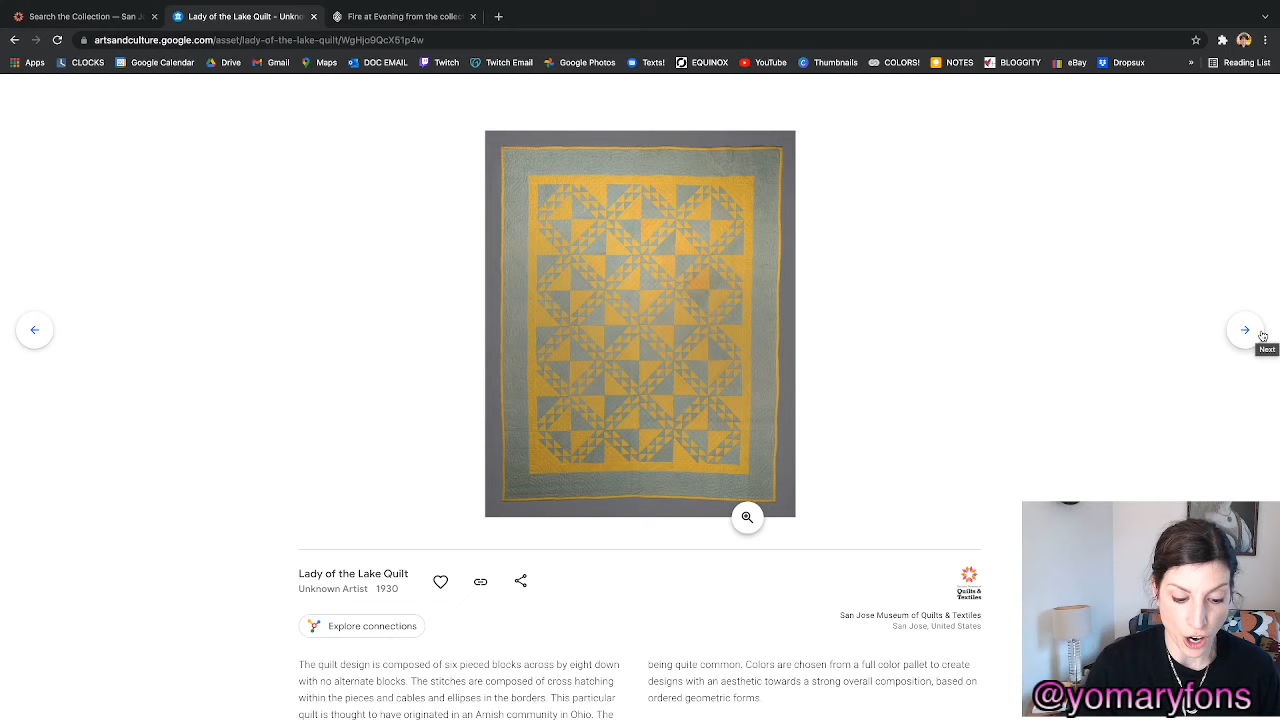 Search the Collection — San Jo
Lady of the Lake Quilt - Unkno
Fire at Evening from the collec
artsandculture.google.com/asset/lady-of-the-lake-quilt/WgHjo9QcX51p4w
Apps
CLOCKS
Google Calendar
Drive
Gmail
Maps
DOC EMAIL
Twitch
Twitch Email
Google Photos
Texts!
EQUINOX
YouTube
Thumbnails
COLORS!
NOTES
BLOGGITY
eBay
Dropsux
»
Reading List
Next
Lady of the Lake Quilt
Unknown Artist 1930
Quilts &
Textiles
San Jose Museum of Quilts & Textiles
San Jose, United States
Explore connections
The quilt design is composed of six pieced blocks across by eight down
with no alternate blocks. The stitches are composed of cross hatching
within the pieces and cables and ellipses in the borders. This particular
quilt is thought to have originated in an Amish community in Ohio. The
being quite common. Colors are chosen from a full color pallet to create
designs with an aesthetic towards a strong overall composition, based on
ordered geometric forms.
@yomaryfons